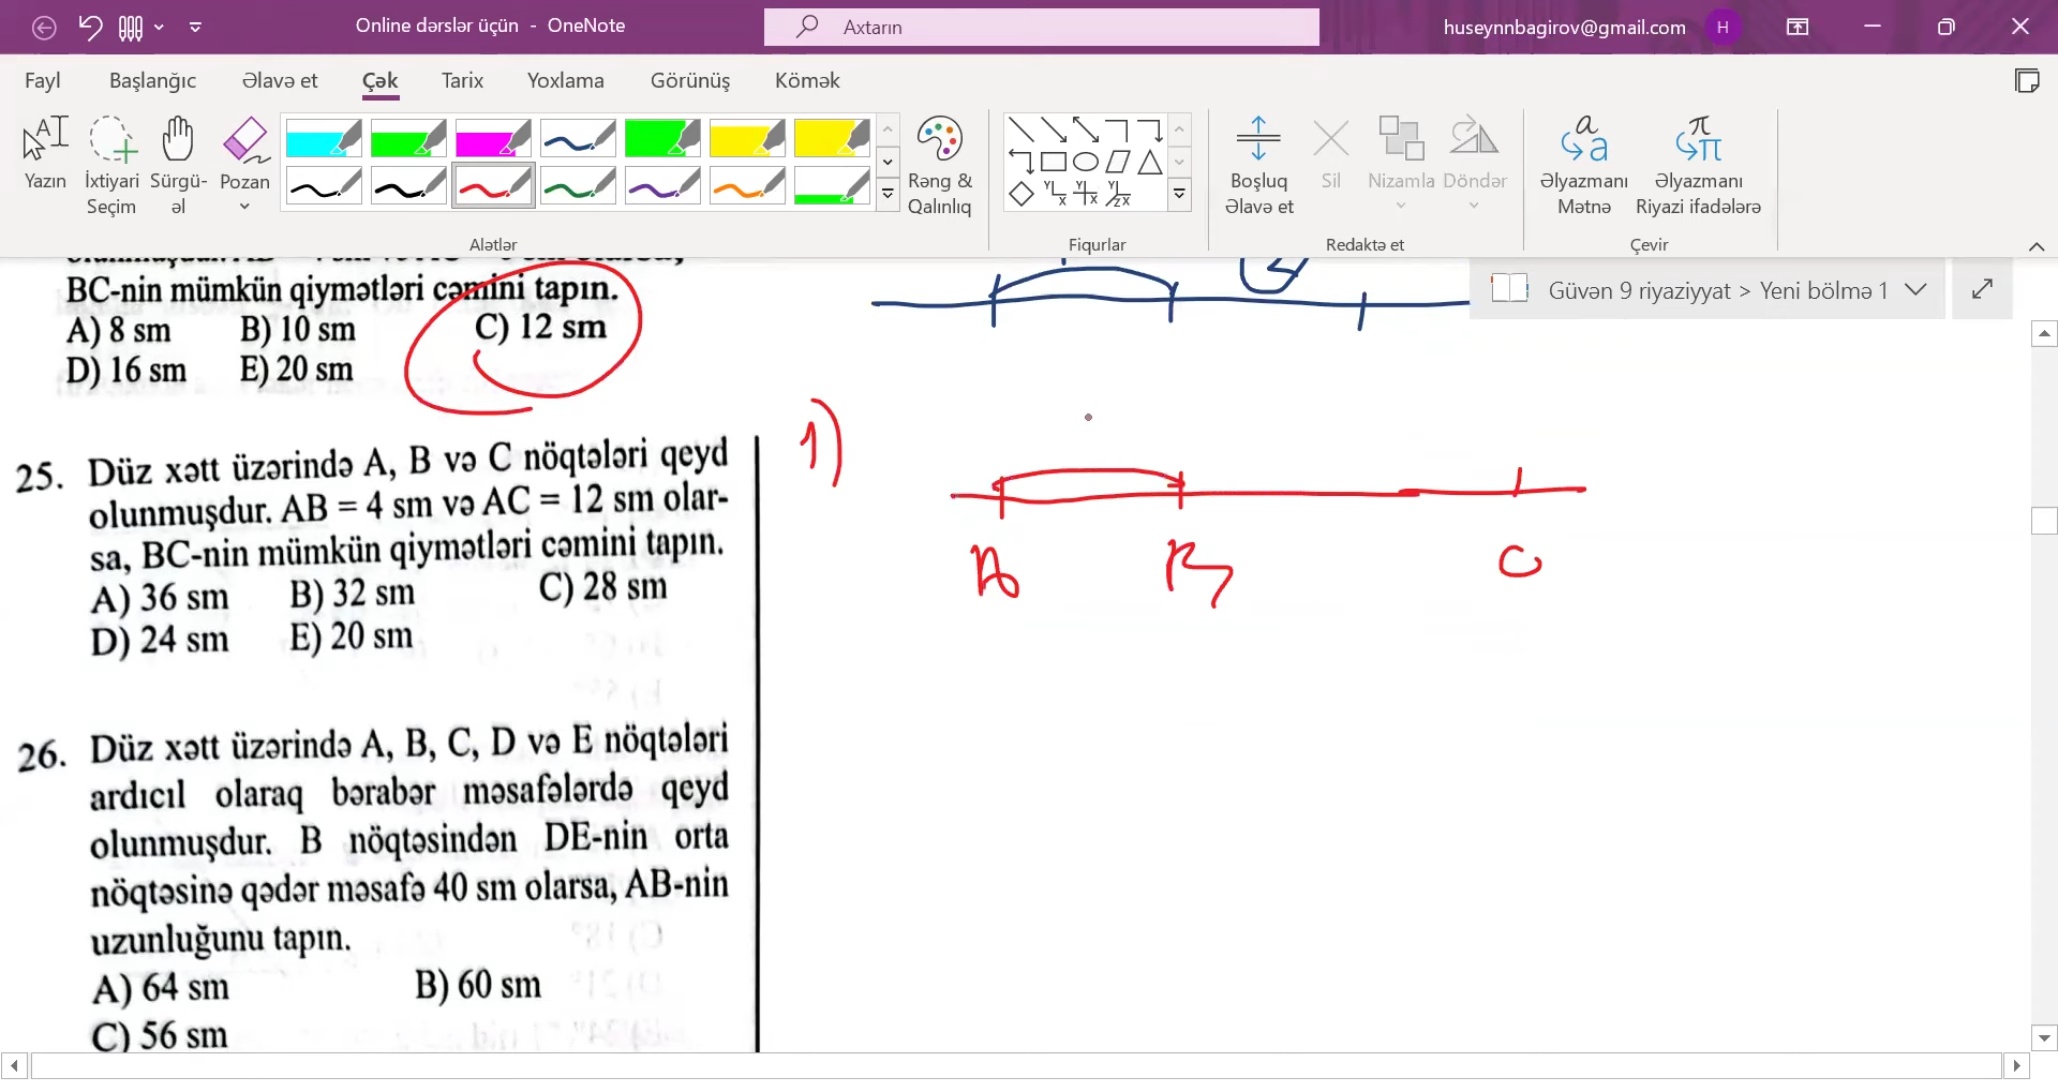 Online dərslər üçün - OneNote
Axtarın
huseynnbagirov@gmail.com
H
Fayl Başlanğıc Əlavə et Çək Tarix Yoxlama Görünüş Kömək
Yazın
İxtiyari Seçim
Sürgü-əl
Pozan
Rəng & Qalınlıq
Boşluq Əlavə et
Sil
Nizamla
Döndər
Əlyazmanı Mətnə
Əlyazmanı Riyazi ifadələrə
Alətlər
Fiqurlar
Redaktə et
Çevir
Güvən 9 riyaziyyat > Yeni bölmə 1
BC-nin mümkün qiymətləri cəmini tapın.
A) 8 sm B) 10 sm C) 12 sm
D) 16 sm E) 20 sm
25. Düz xətt üzərində A, B və C nöqtələri qeyd
olunmuşdur. AB = 4 sm və AC = 12 sm olar-
sa, BC-nin mümkün qiymətləri cəmini tapın.
A) 36 sm B) 32 sm C) 28 sm
D) 24 sm E) 20 sm
26. Düz xətt üzərində A, B, C, D və E nöqtələri
ardıcıl olaraq bərabər məsafələrdə qeyd
olunmuşdur. B nöqtəsindən DE-nin orta
nöqtəsinə qədər məsafə 40 sm olarsa, AB-nin
uzunluğunu tapın.
A) 64 sm B) 60 sm
C) 56 sm
1)
A B C